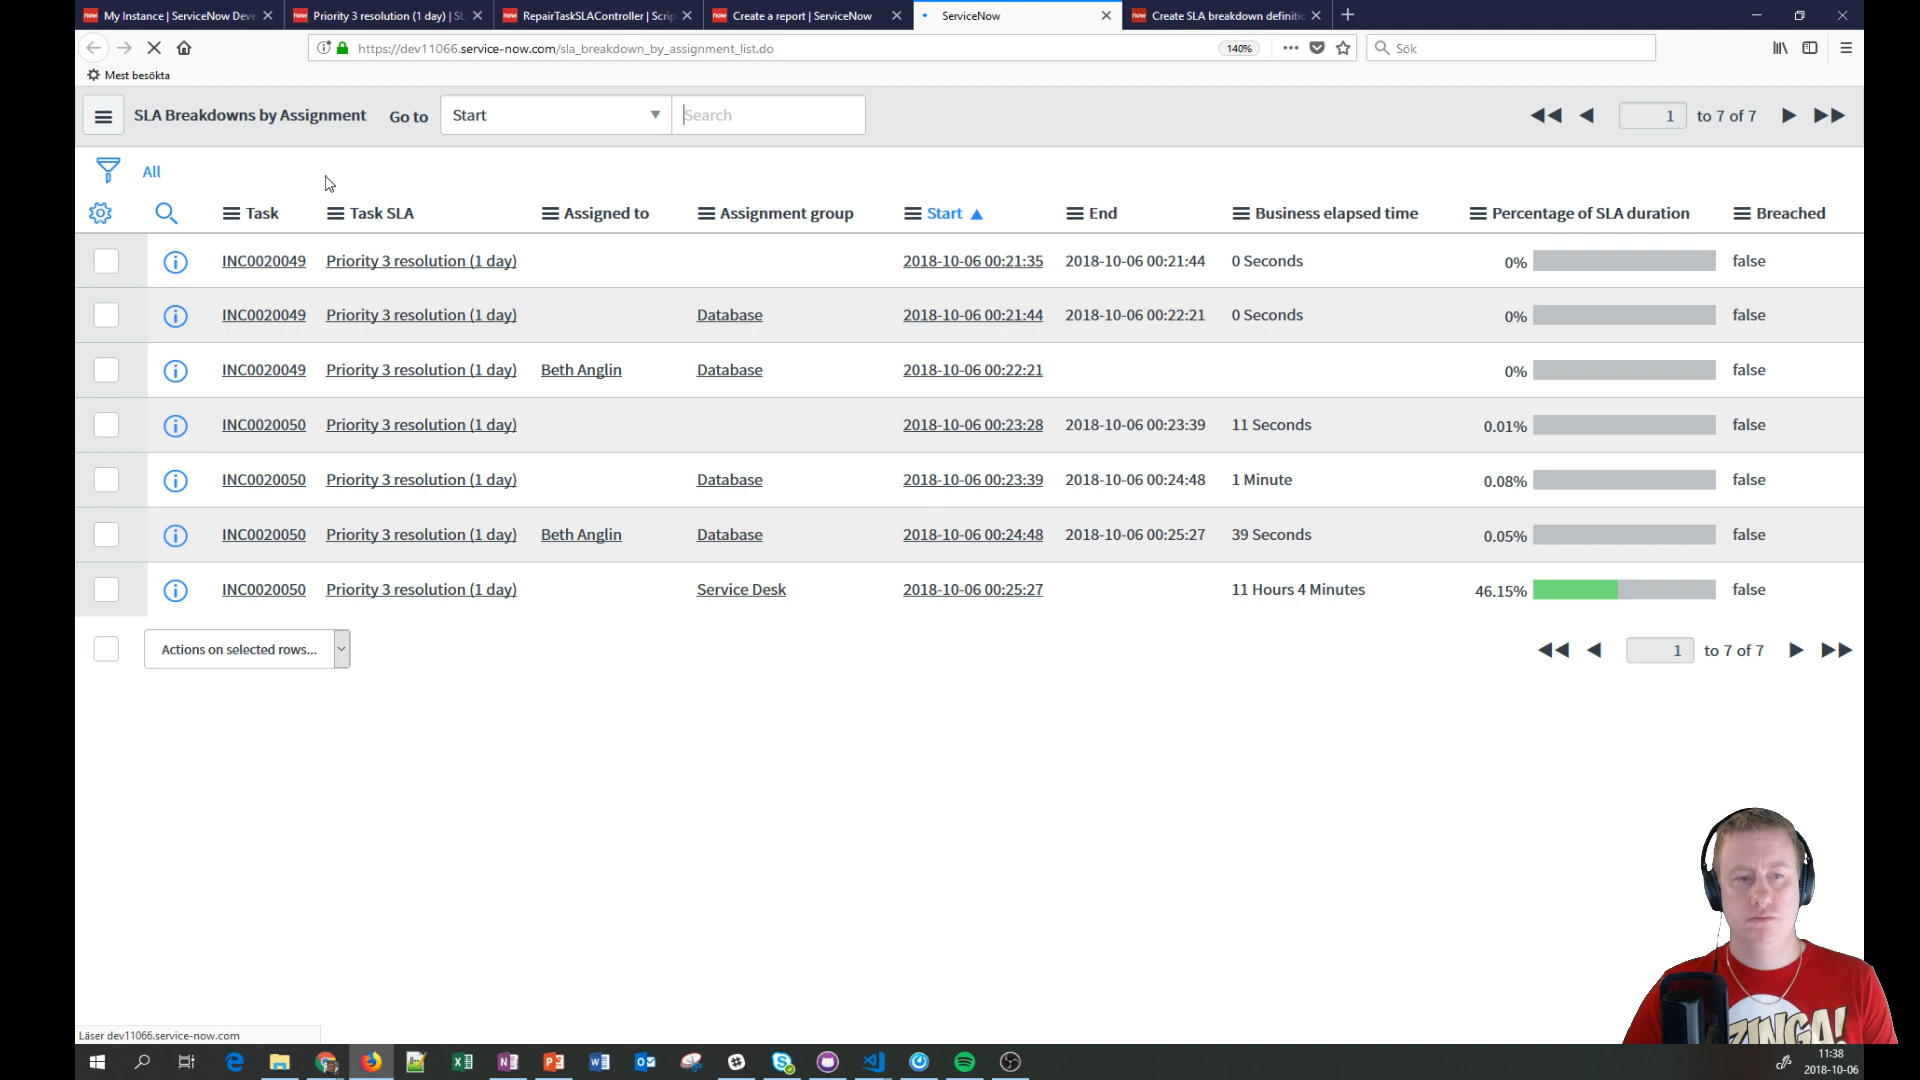 My Instance | ServiceNow Deve
Priority 3 resolution (1 day) | SL
RepairTaskSLAController | Scrip
Create a report | ServiceNow
ServiceNow
Create SLA breakdown definitio
https://dev11066.service-now.com/sla_breakdown_by_assignment_list.do
140%
Sök
Mest besökta
SLA Breakdowns by Assignment
Go to
Start
Search
1 to 7 of 7
All
Task Task SLA Assigned to Assignment group Start End Business elapsed time Percentage of SLA duration Breached
INC0020049 Priority 3 resolution (1 day) 2018-10-06 00:21:35 2018-10-06 00:21:44 0 Seconds 0% false
INC0020049 Priority 3 resolution (1 day) Database 2018-10-06 00:21:44 2018-10-06 00:22:21 0 Seconds 0% false
INC0020049 Priority 3 resolution (1 day) Beth Anglin Database 2018-10-06 00:22:21 0% false
INC0020050 Priority 3 resolution (1 day) 2018-10-06 00:23:28 2018-10-06 00:23:39 11 Seconds 0.01% false
INC0020050 Priority 3 resolution (1 day) Database 2018-10-06 00:23:39 2018-10-06 00:24:48 1 Minute 0.08% false
INC0020050 Priority 3 resolution (1 day) Beth Anglin Database 2018-10-06 00:24:48 2018-10-06 00:25:27 39 Seconds 0.05% false
INC0020050 Priority 3 resolution (1 day) Service Desk 2018-10-06 00:25:27 11 Hours 4 Minutes 46.15% false
Actions on selected rows...
1 to 7 of 7
ZINGA!
Läser dev11066.service-now.com
11:38
2018-10-06